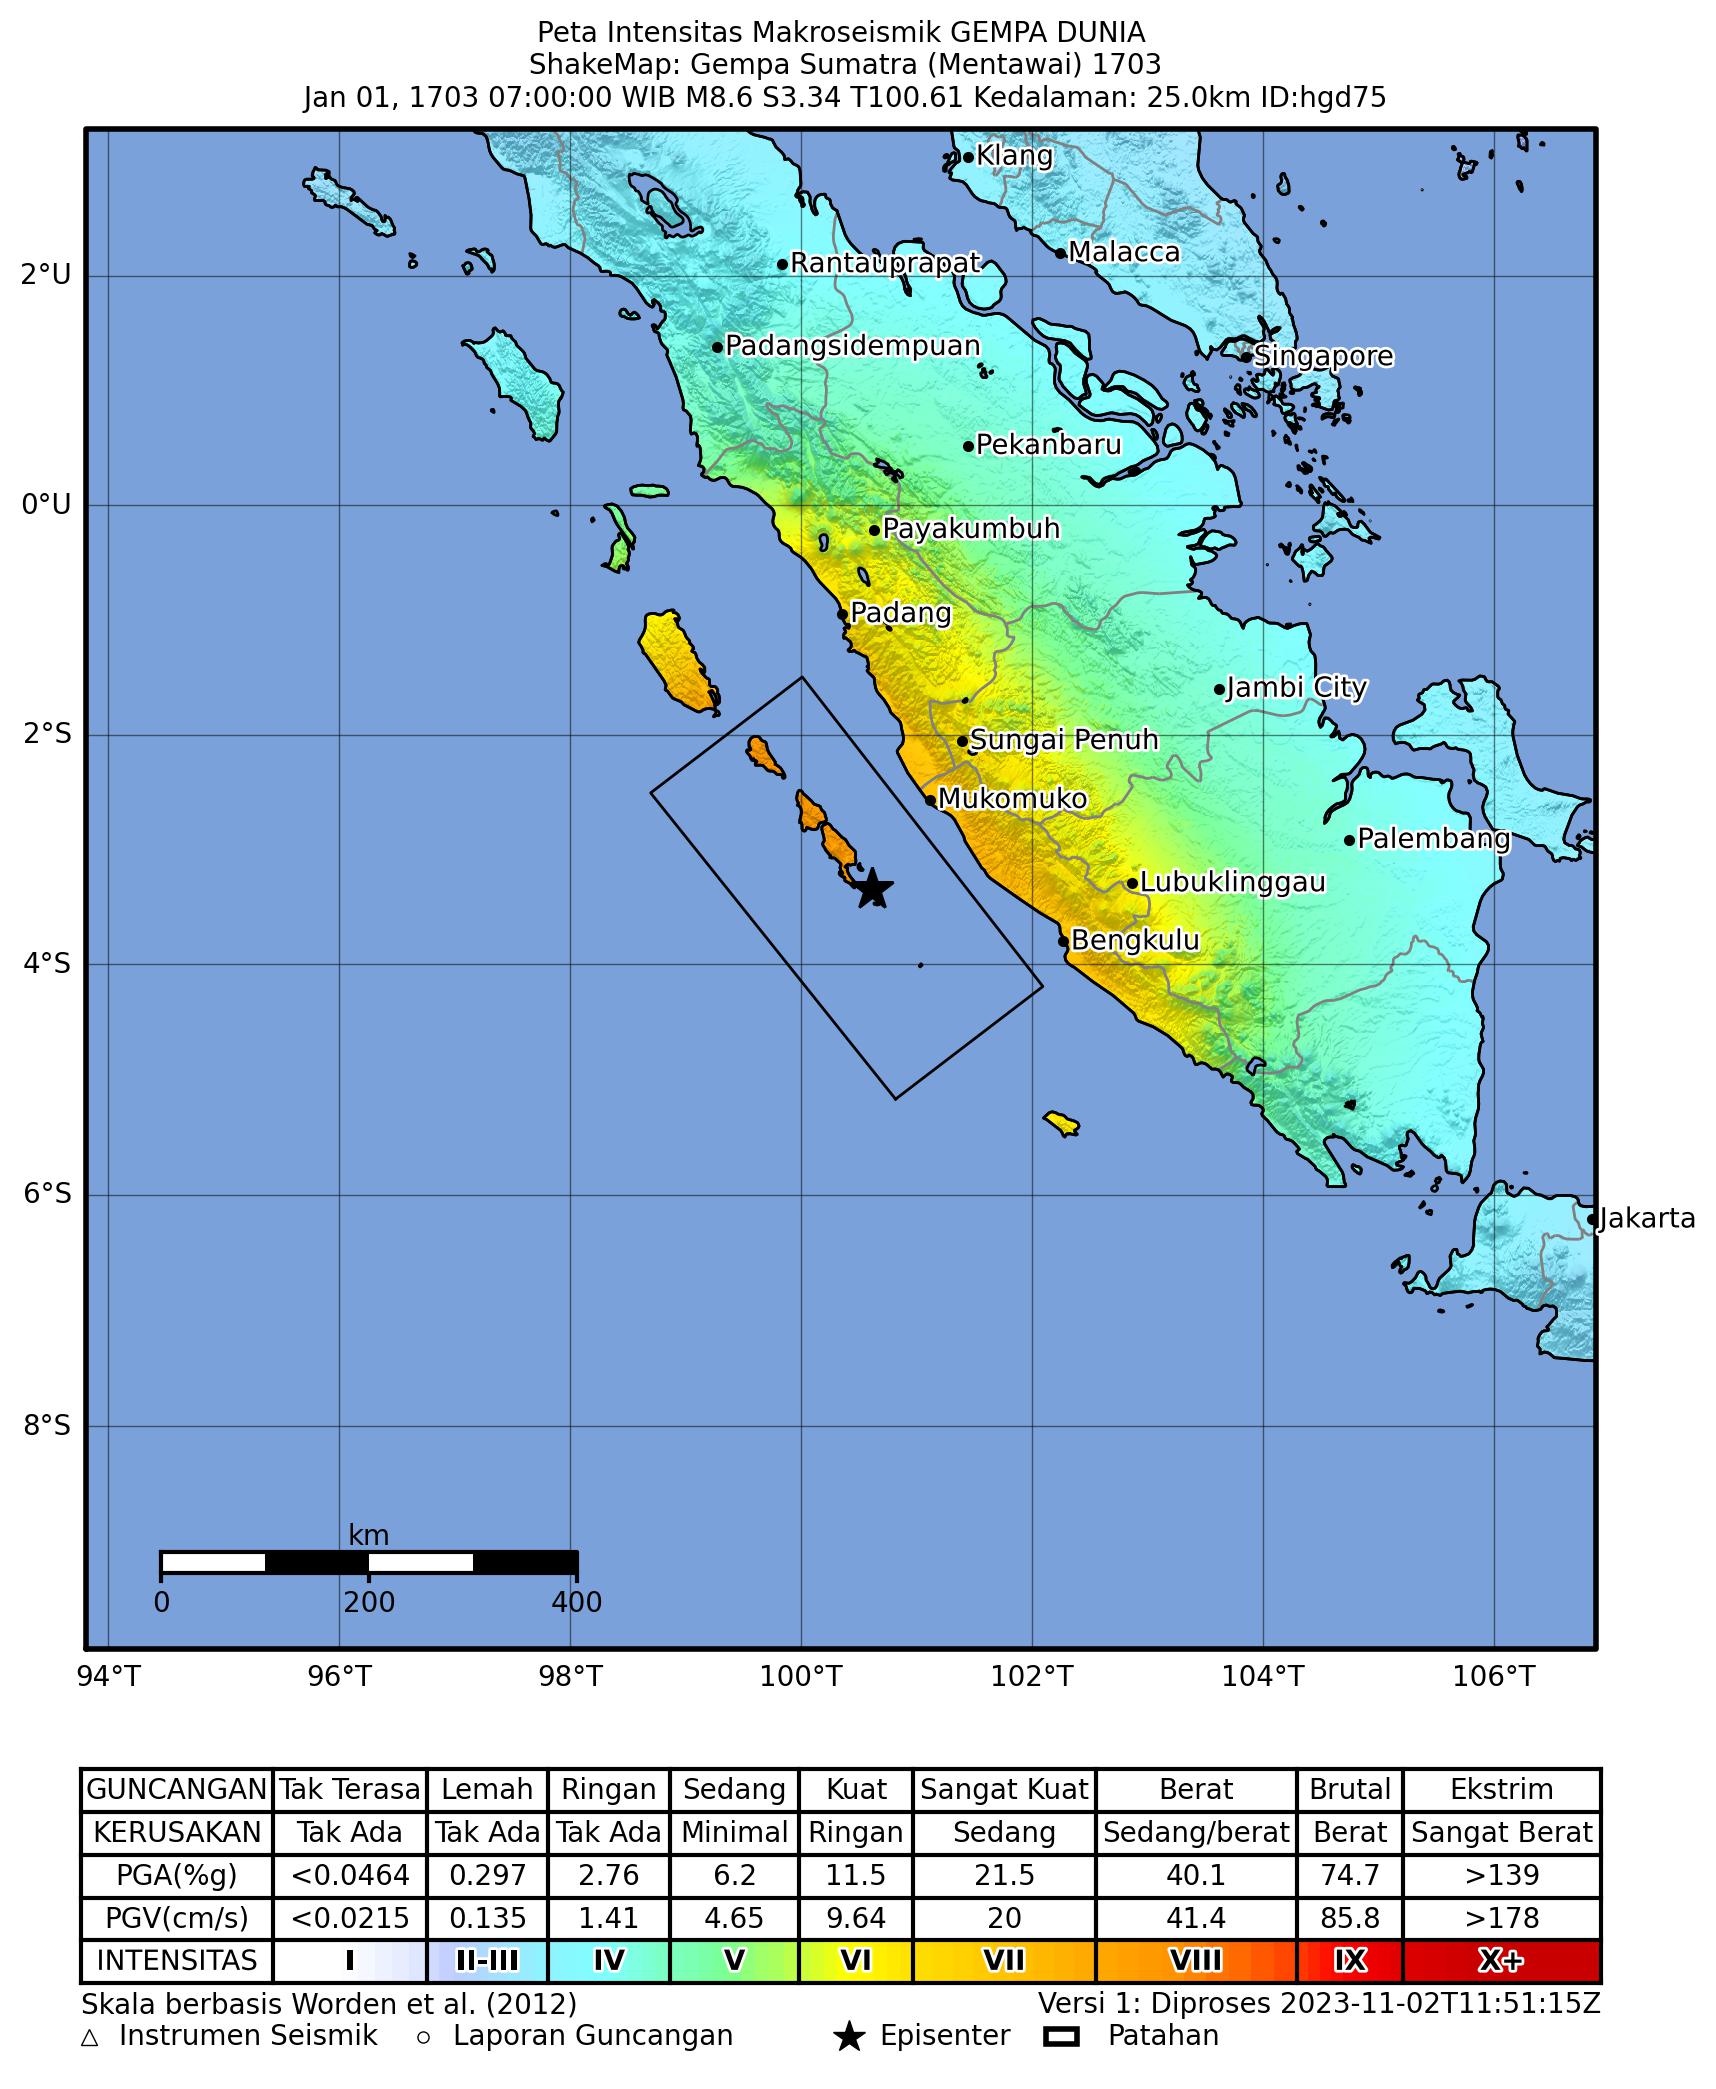 Peta Intensitas Makroseismik GEMPA DUNIA
ShakeMap: Gempa Sumatra (Mentawai) 1703
Jan 01, 1703 07:00:00 WIB M8.6 S3.34 T100.61 Kedalaman: 25.0km ID:hgd75
Klang
Malacca
Rantauprapat
2°U
Padangsidempuan
Singapore
Pekanbaru
0°U
Payakumbuh
Padang
Jambi City
2°S
Sungai Penuh
Mukomuko
Palembang
Lubuklinggau
Bengkulu
4°S
6°S
Jakarta
8°S
km
0 200 400
94°T 96°T 98°T 100°T 102°T 104°T 106°T
GUNCANGAN Tak Terasa Lemah Ringan Sedang Kuat Sangat Kuat Berat Brutal Ekstrim
KERUSAKAN Tak Ada Tak Ada Tak Ada Minimal Ringan Sedang Sedang/berat Berat Sangat Berat
PGA(%g) <0.0464 0.297 2.76 6.2 11.5 21.5 40.1 74.7 >139
PGV(cm/s) <0.0215 0.135 1.41 4.65 9.64 20 41.4 85.8 >178
INTENSITAS I II-III IV V VI VII VIII IX X+
Skala berbasis Worden et al. (2012) Versi 1: Diproses 2023-11-02T11:51:15Z
Instrumen Seismik Laporan Guncangan Episenter Patahan